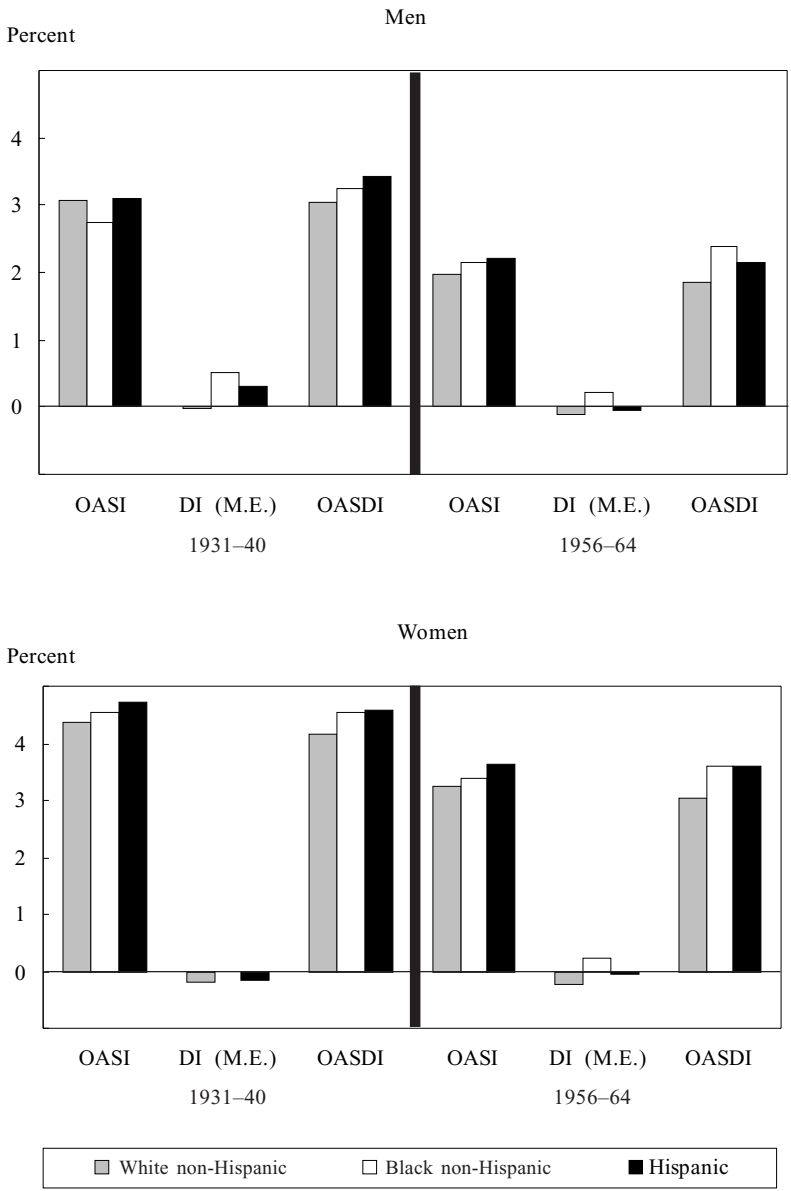 Men
Percent
4
3
2
1
0
OASI DI (M.E.) OASDI OASI DI (M.E.) OASDI
1931–40 1956–64
Women
Percent
4
3
2
1
0
OASI DI (M.E.) OASDI OASI DI (M.E.) OASDI
1931–40 1956–64
White non-Hispanic Black non-Hispanic Hispanic